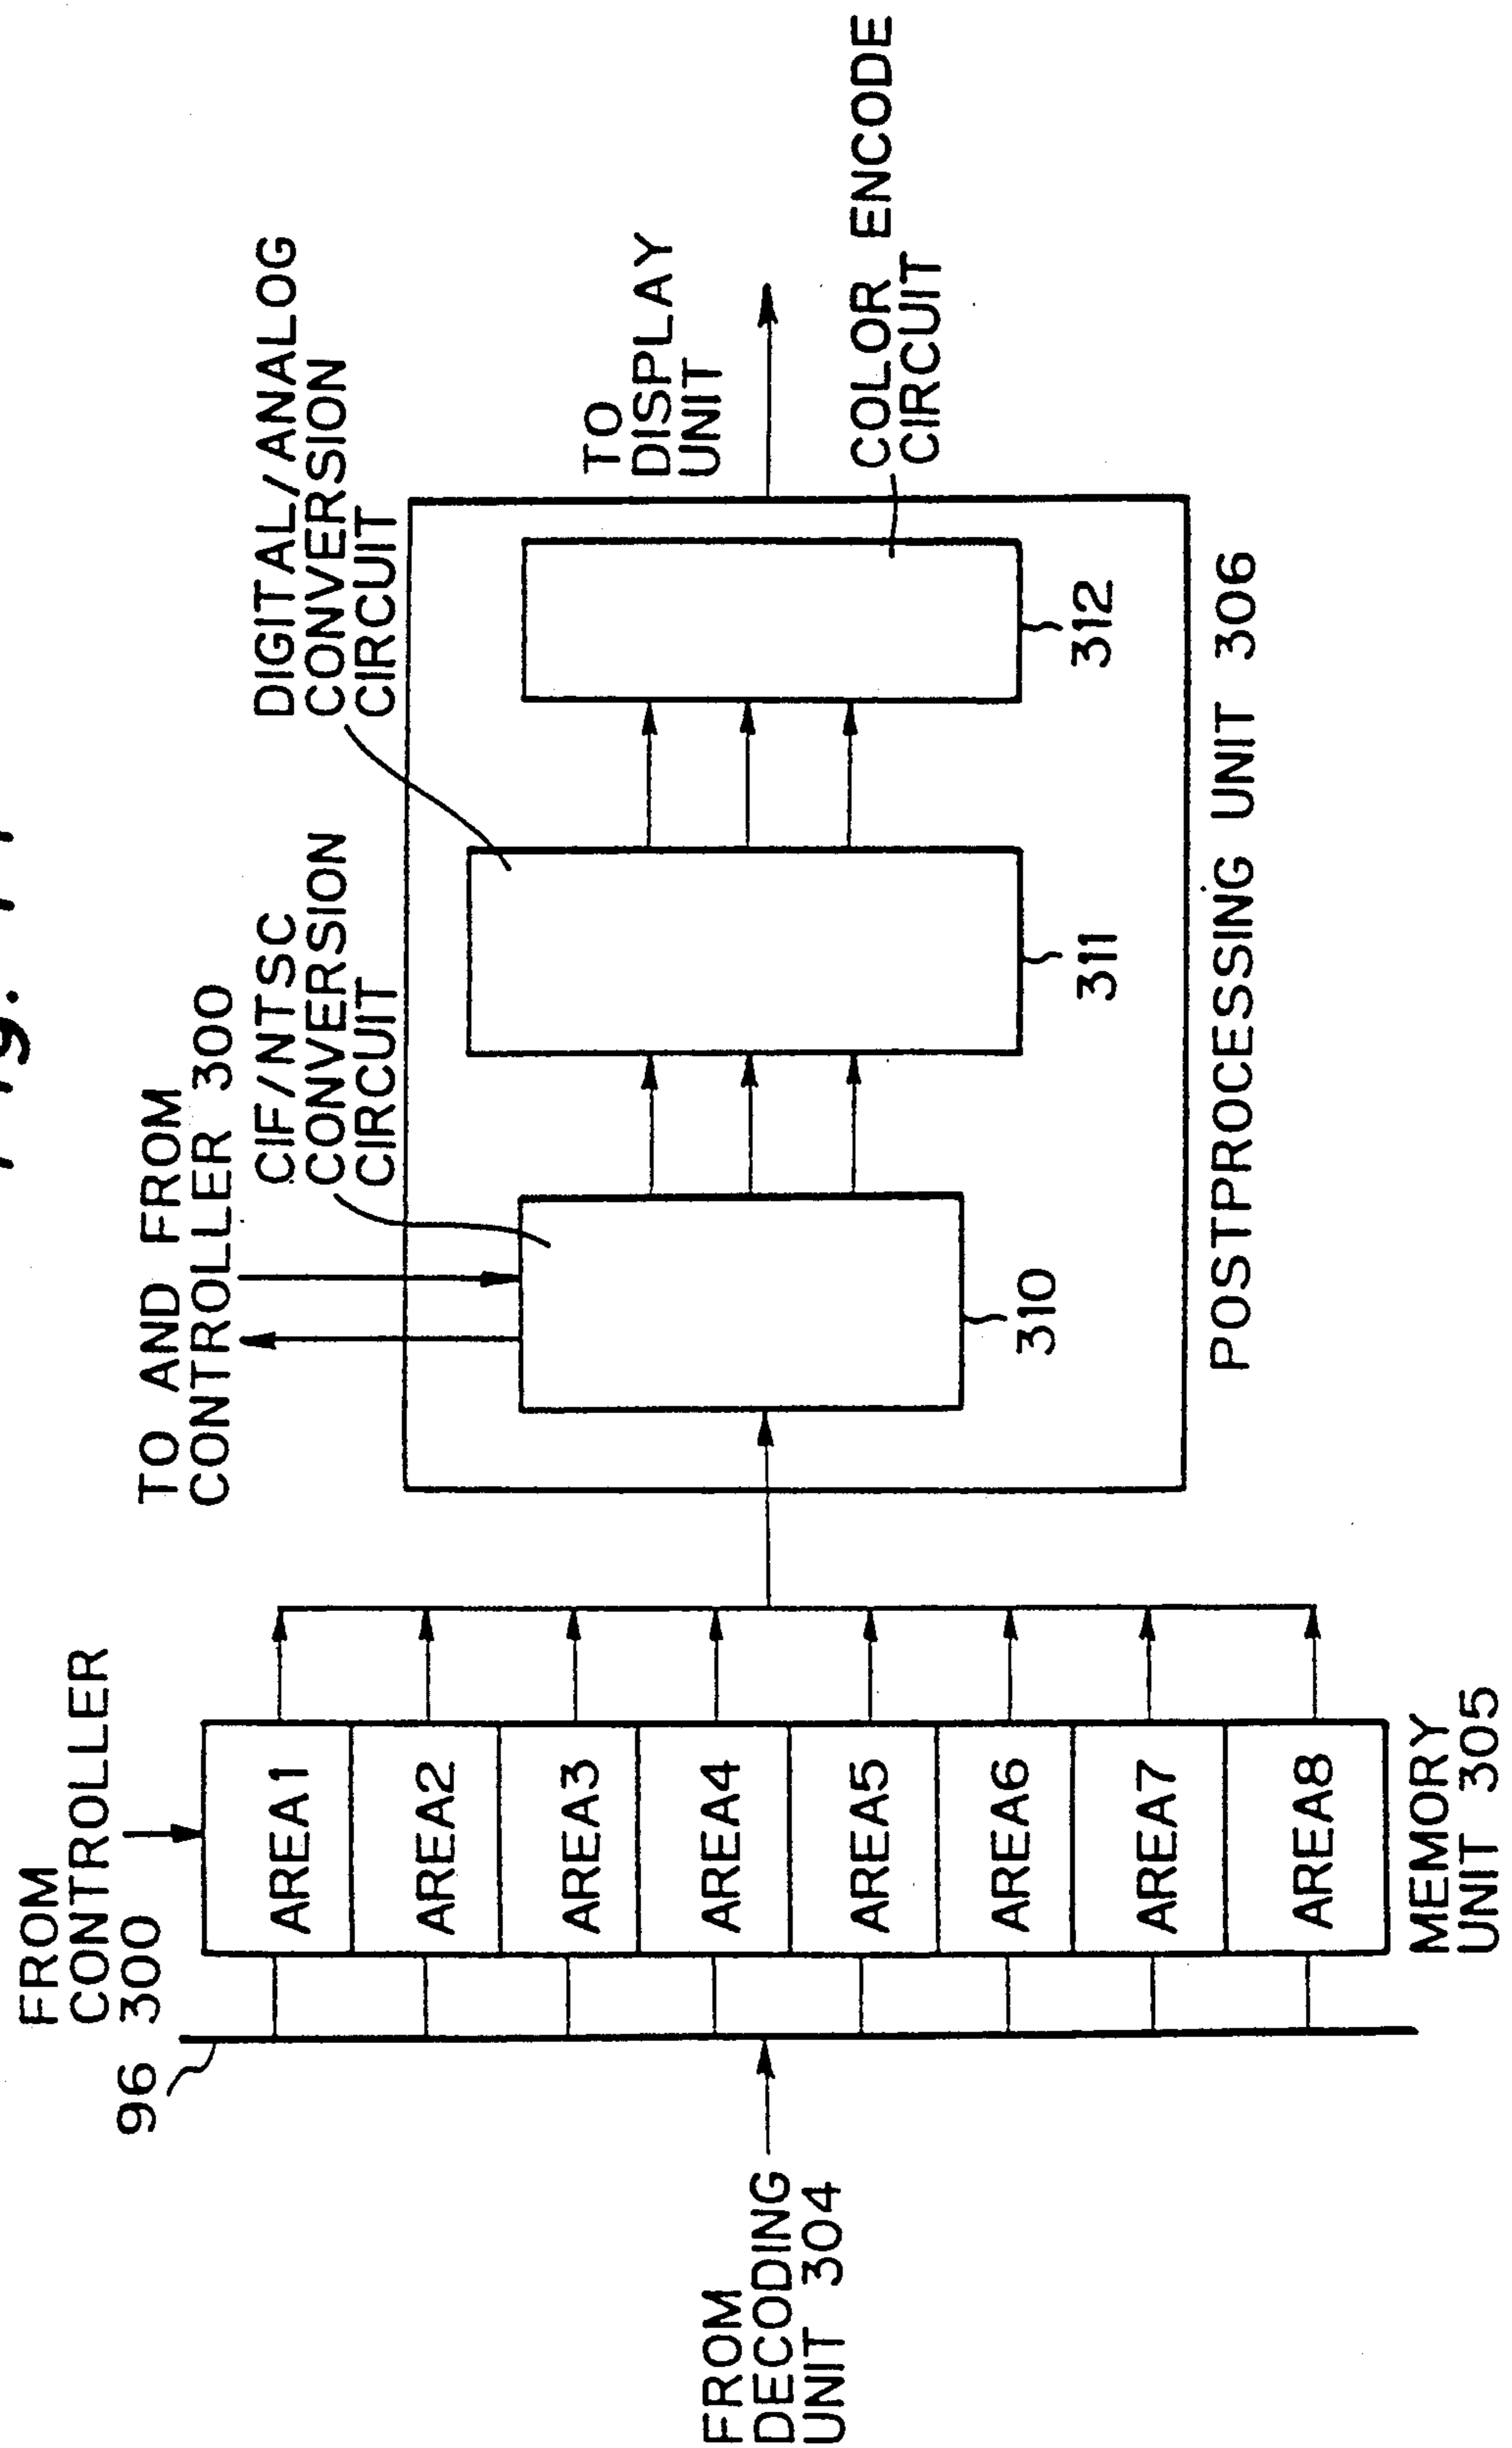 TO AND FROM
CONTROLLER 300
FROM
CONTROLLER
300
96
CIF/NTSC
CONVERSION
CIRCUIT
DIGITAL/ANALOG
CONVERSION
CIRCUIT
TO
DISPLAY
UNIT
COLOR ENCODE
CIRCUIT
FROM
DECODING
UNIT 304
AREA1
AREA2
AREA3
AREA4
AREA5
AREA6
AREA7
AREA8
MEMORY
UNIT 305
310
311
312
POSTPROCESSING UNIT 306